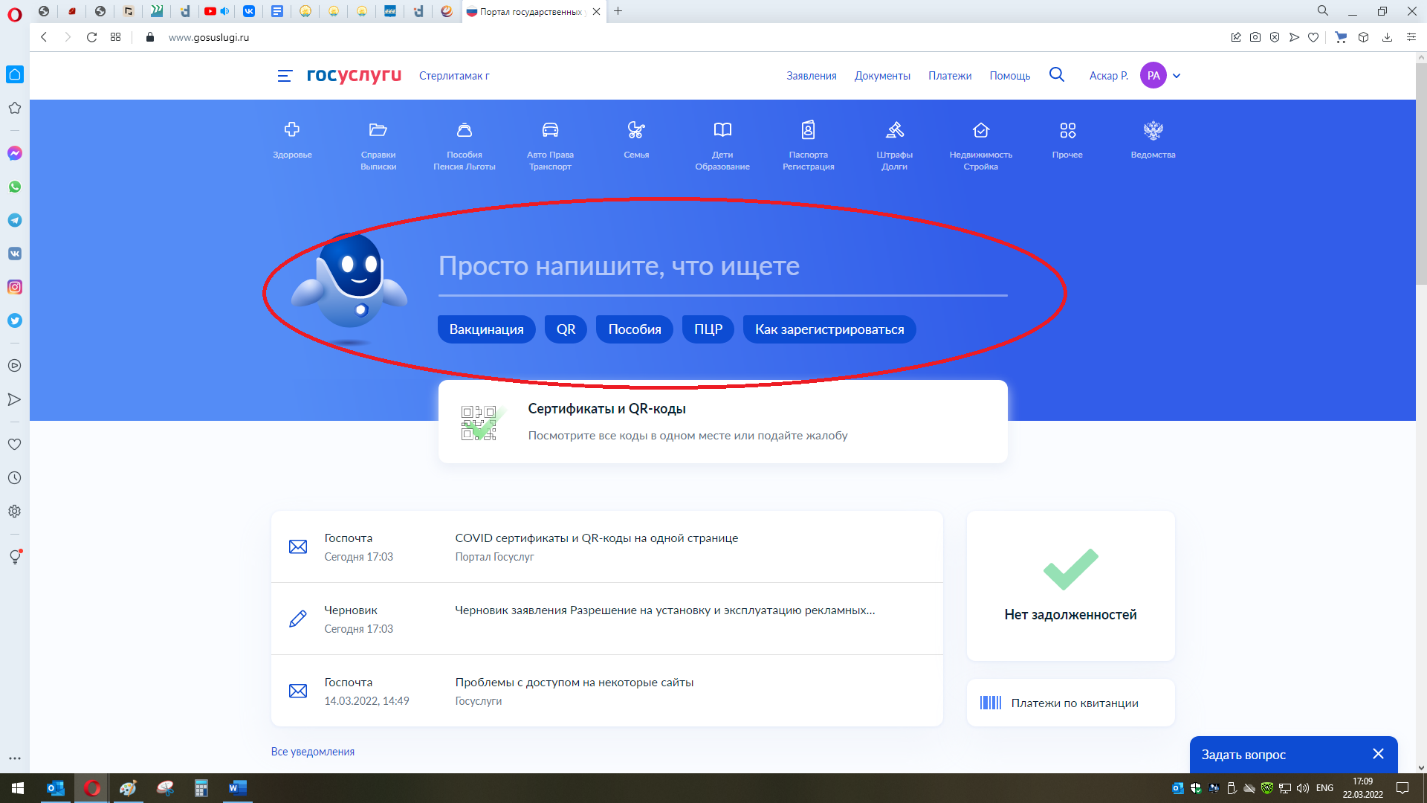 Портал государственных
www.gosuslugi.ru
госуслуги
Стерлитамак г
Заявления
Документы
Платежи
Помощь
Аскар Р.
РА
Здоровье
Справки
Выписки
Пособия
Пенсия Льготы
Авто Права
Транспорт
Семья
Дети
Образование
Паспорта
Регистрация
Штрафы
Долги
Недвижимость
Стройка
Прочее
Ведомства
Просто напишите, что ищете
Вакцинация
QR
Пособия
ПЦР
Как зарегистрироваться
Сертификаты и QR-коды
Посмотрите все коды в одном месте или подайте жалобу
Госпочта
Сегодня 17:03
COVID сертификаты и QR-коды на одной странице
Портал Госуслуг
Черновик
Сегодня 17:03
Черновик заявления Разрешение на установку и эксплуатацию рекламных...
Госпочта
14.03.2022, 14:49
Проблемы с доступом на некоторые сайты
Госуслуги
Нет задолженностей
Платежи по квитанции
Все уведомления
Задать вопрос
ENG
17:09
22.03.2022